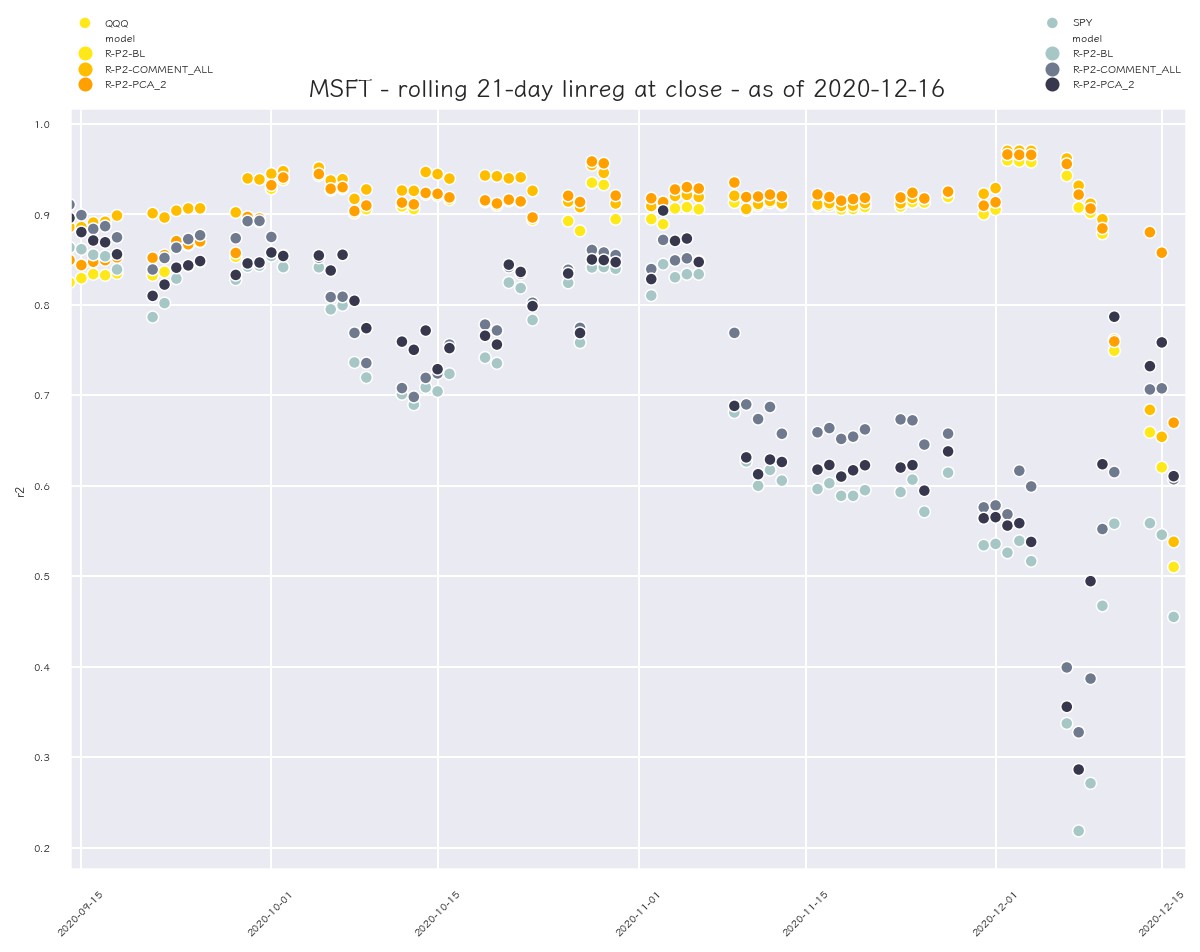 QQQ
model
R-P2-BL
R-P2-COMMENT_ALL
R-P2-PCA_2
SPY
model
R-P2-BL
R-P2-COMMENT_ALL
R-P2-PCA_2
MSFT - rolling 21-day linreg at close - as of 2020-12-16
1.0
0.9
0.8
0.7
0.6
0.5
0.4
0.3
0.2
r2
2020-09-15
2020-10-01
2020-10-15
2020-11-01
2020-11-15
2020-12-01
2020-12-15